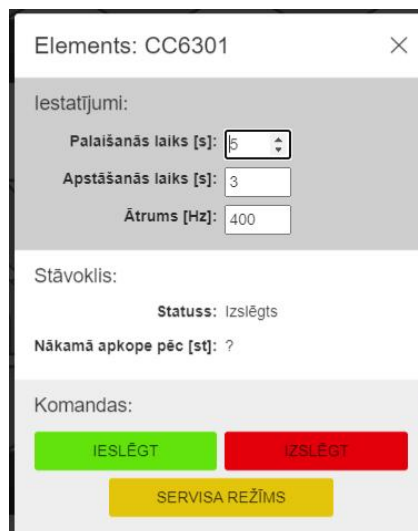 Elements: CC6301
Iestatījumi:
Palaišanās laiks [s]: 5
Apstāšanās laiks [s]: 3
Ātrums [Hz]: 400
Stāvoklis:
Statuss: Izslēgts
Nākamā apkope pēc [st]: ?
Komandas:
IESLĒGT IZSLĒGT
SERVISA REŽĪMS